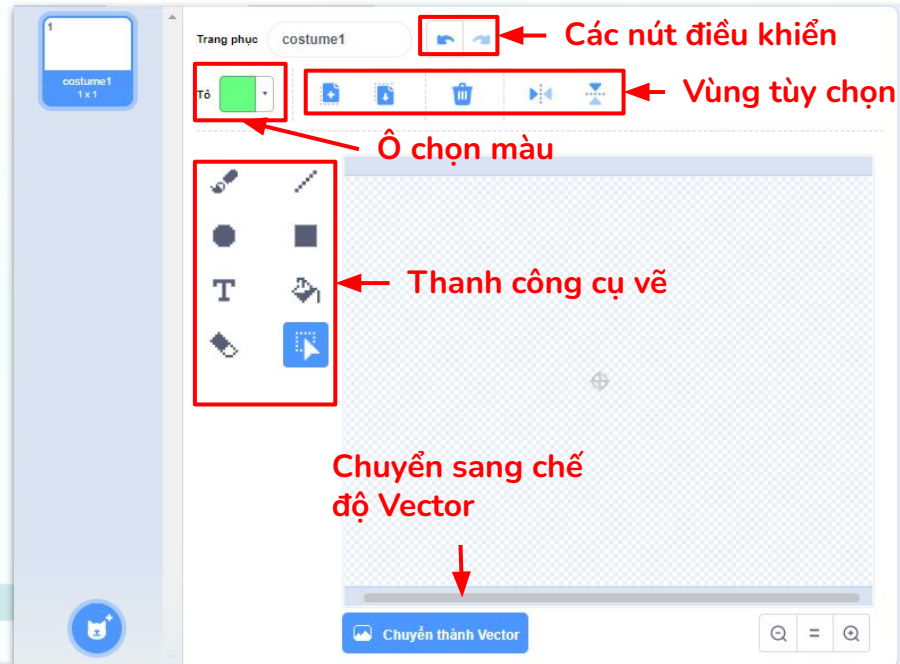 1
costume1
1 x 1
Trang phục costume1
Các nút điều khiển
Tô
Vùng tùy chọn
Ô chọn màu
T
Thanh công cụ vẽ
Chuyển sang chế
độ Vector
Chuyển thành Vector
=